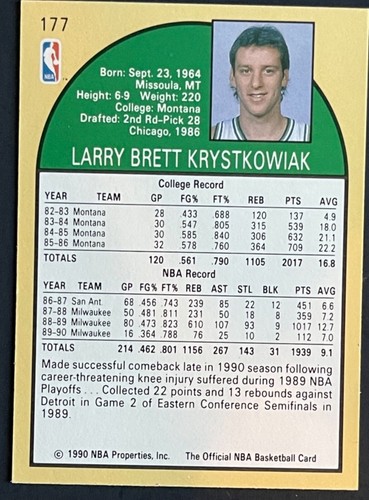 177
NBA
Born: Sept. 23, 1964
Missoula, MT
Height: 6-9 Weight: 220
College: Montana
Drafted: 2nd Rd-Pick 28
Chicago, 1986
LARRY BRETT KRYSTKOWIAK
College Record
YEAR TEAM GP FG% FT% REB PTS AVG
82-83 Montana 28 .433 .688 120 137 4.9
83-84 Montana 30 .547 .805 315 539 18.0
84-85 Montana 30 .585 .840 306 632 21.1
85-86 Montana 32 .578 .760 364 709 22.2
TOTALS 120 .561 .790 1105 2017 16.8
NBA Record
YEAR TEAM GP FG% FT% REB AST STL BLK PTS AVG
86-87 San Ant 68 .456 .743 239 85 22 12 451 6.6
87-88 Milwaukee 50 .481 .811 231 50 18 8 359 7.2
88-89 Milwaukee 80 .473 .823 610 107 93 9 1017 12.7
89-90 Milwaukee 16 .364 .788 76 25 10 2 112 7.0
TOTALS 214 .462 .801 1156 267 143 31 1939 9.1
Made successful comeback late in 1990 season following
career-threatening knee injury suffered during 1989 NBA
Playoffs . . . Collected 22 points and 13 rebounds against
Detroit in Game 2 of Eastern Conference Semifinals in
1989.
© 1990 NBA Properties, Inc. The Official NBA Basketball Card